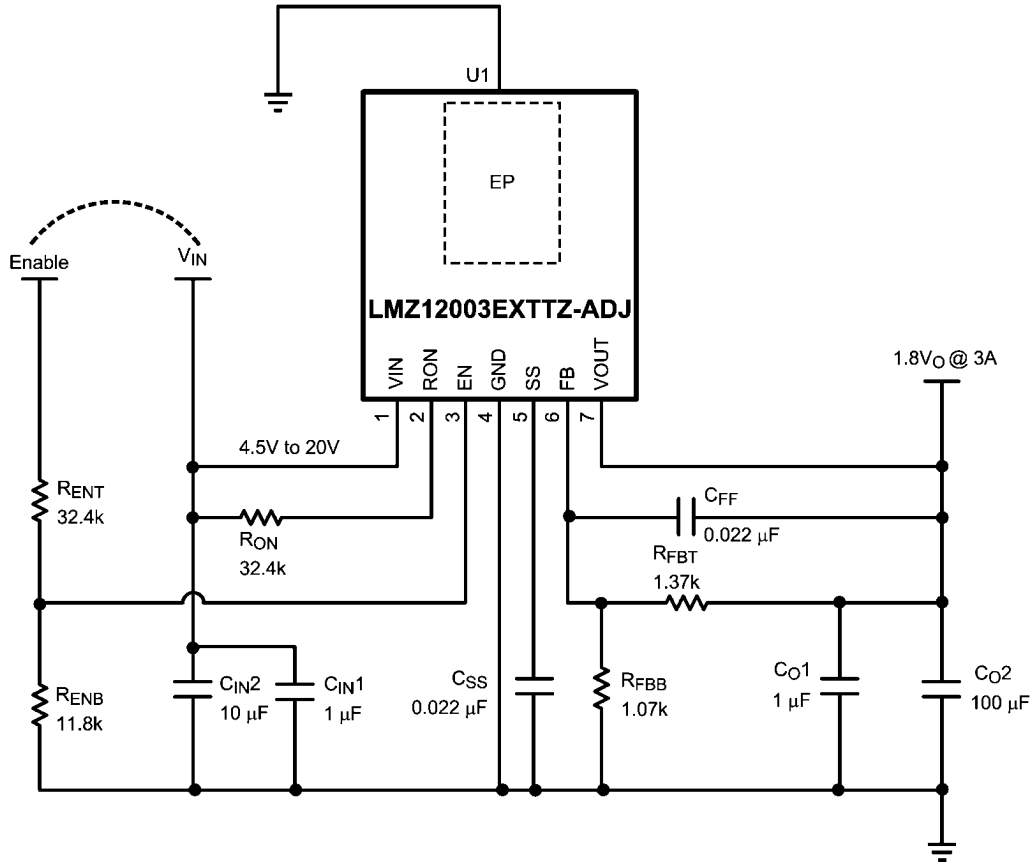 U1
EP
Enable
VIN
LMZ12003EXTTZ-ADJ
VIN
RON
EN
GND
SS
FB
VOUT
1
2
3
4
5
6
7
1.8VO @ 3A
4.5V to 20V
RENT
32.4k
RON
32.4k
CFF
0.022 µF
RFBT
1.37k
RENB
11.8k
CIN2
10 µF
CIN1
1 µF
CSS
0.022 µF
RFBB
1.07k
CO1
1 µF
CO2
100 µF